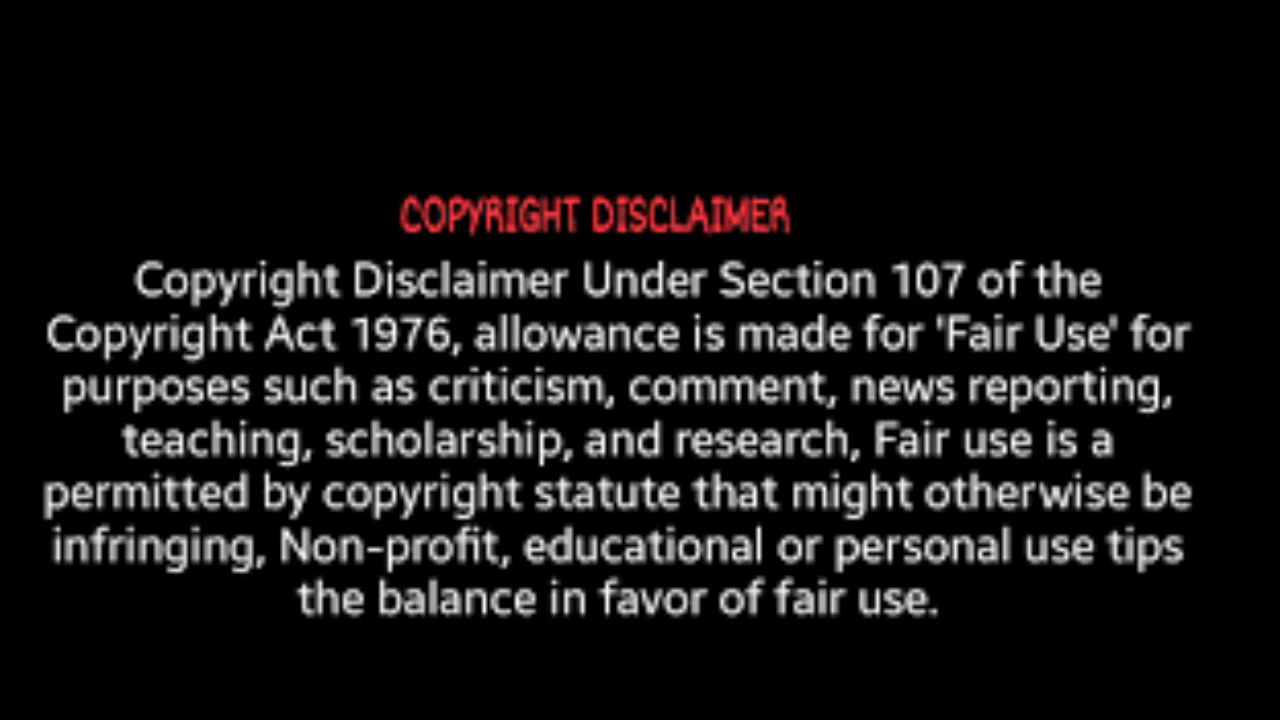 COPYRIGHT DISCLAIMER
Copyright Disclaimer Under Section 107 of the
Copyright Act 1976, allowance is made for 'Fair Use' for
purposes such as criticism, comment, news reporting,
teaching, scholarship, and research, Fair use is a
permitted by copyright statute that might otherwise be
infringing, Non-profit, educational or personal use tips
the balance in favor of fair use.